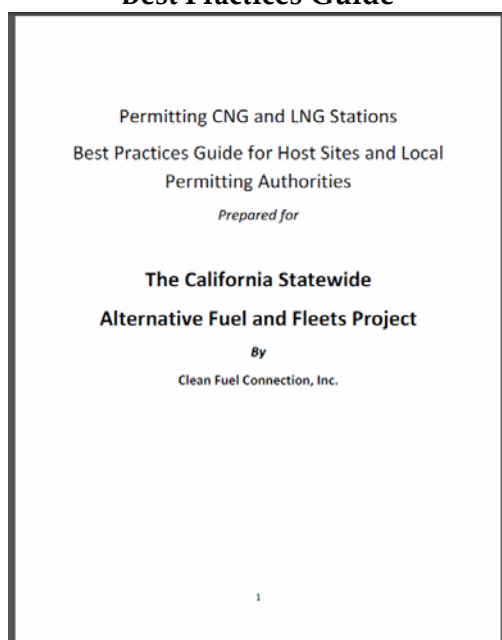 Best Practices Guide
Permitting CNG and LNG Stations
Best Practices Guide for Host Sites and Local
Permitting Authorities
Prepared for
The California Statewide
Alternative Fuel and Fleets Project
By
Clean Fuel Connection, Inc.
1